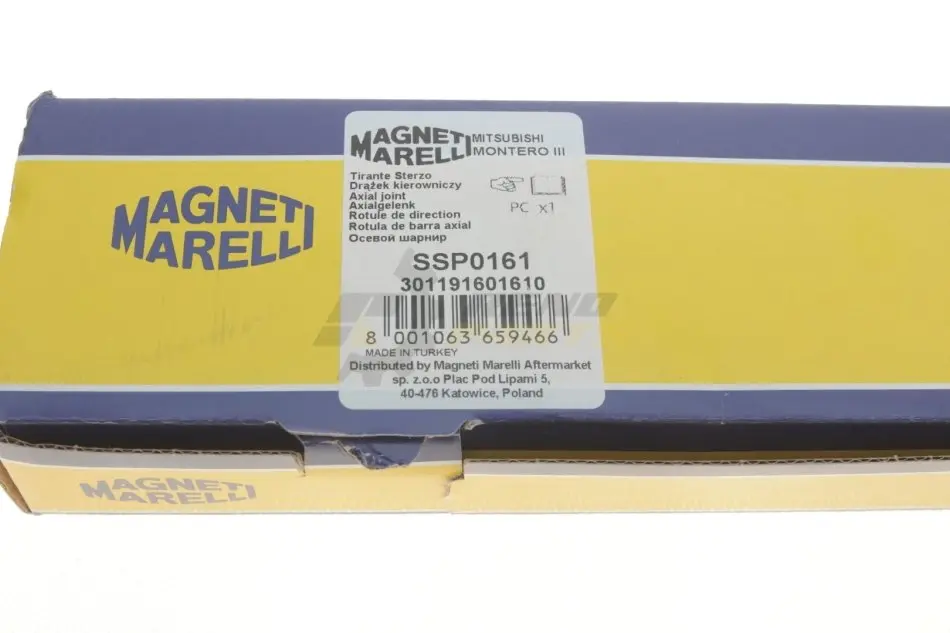 MAGNETI
MARELLI
MITSUBISHI
MONTERO III
Tirante Sterzo
Drążek kierowniczy
Axial joint
Axialgelenk
Rotule de direction
Rotula de barra axial
Осевой шарнир
PC x1
MAGNETI
MARELLI
SSP0161
301191601610
8 001063 659466
MADE IN TURKEY
Distributed by Magneti Marelli Aftermarket
sp. z.o.o Plac Pod Lipami 5,
40-476 Katowice, Poland
MAGNETI
MARELLI